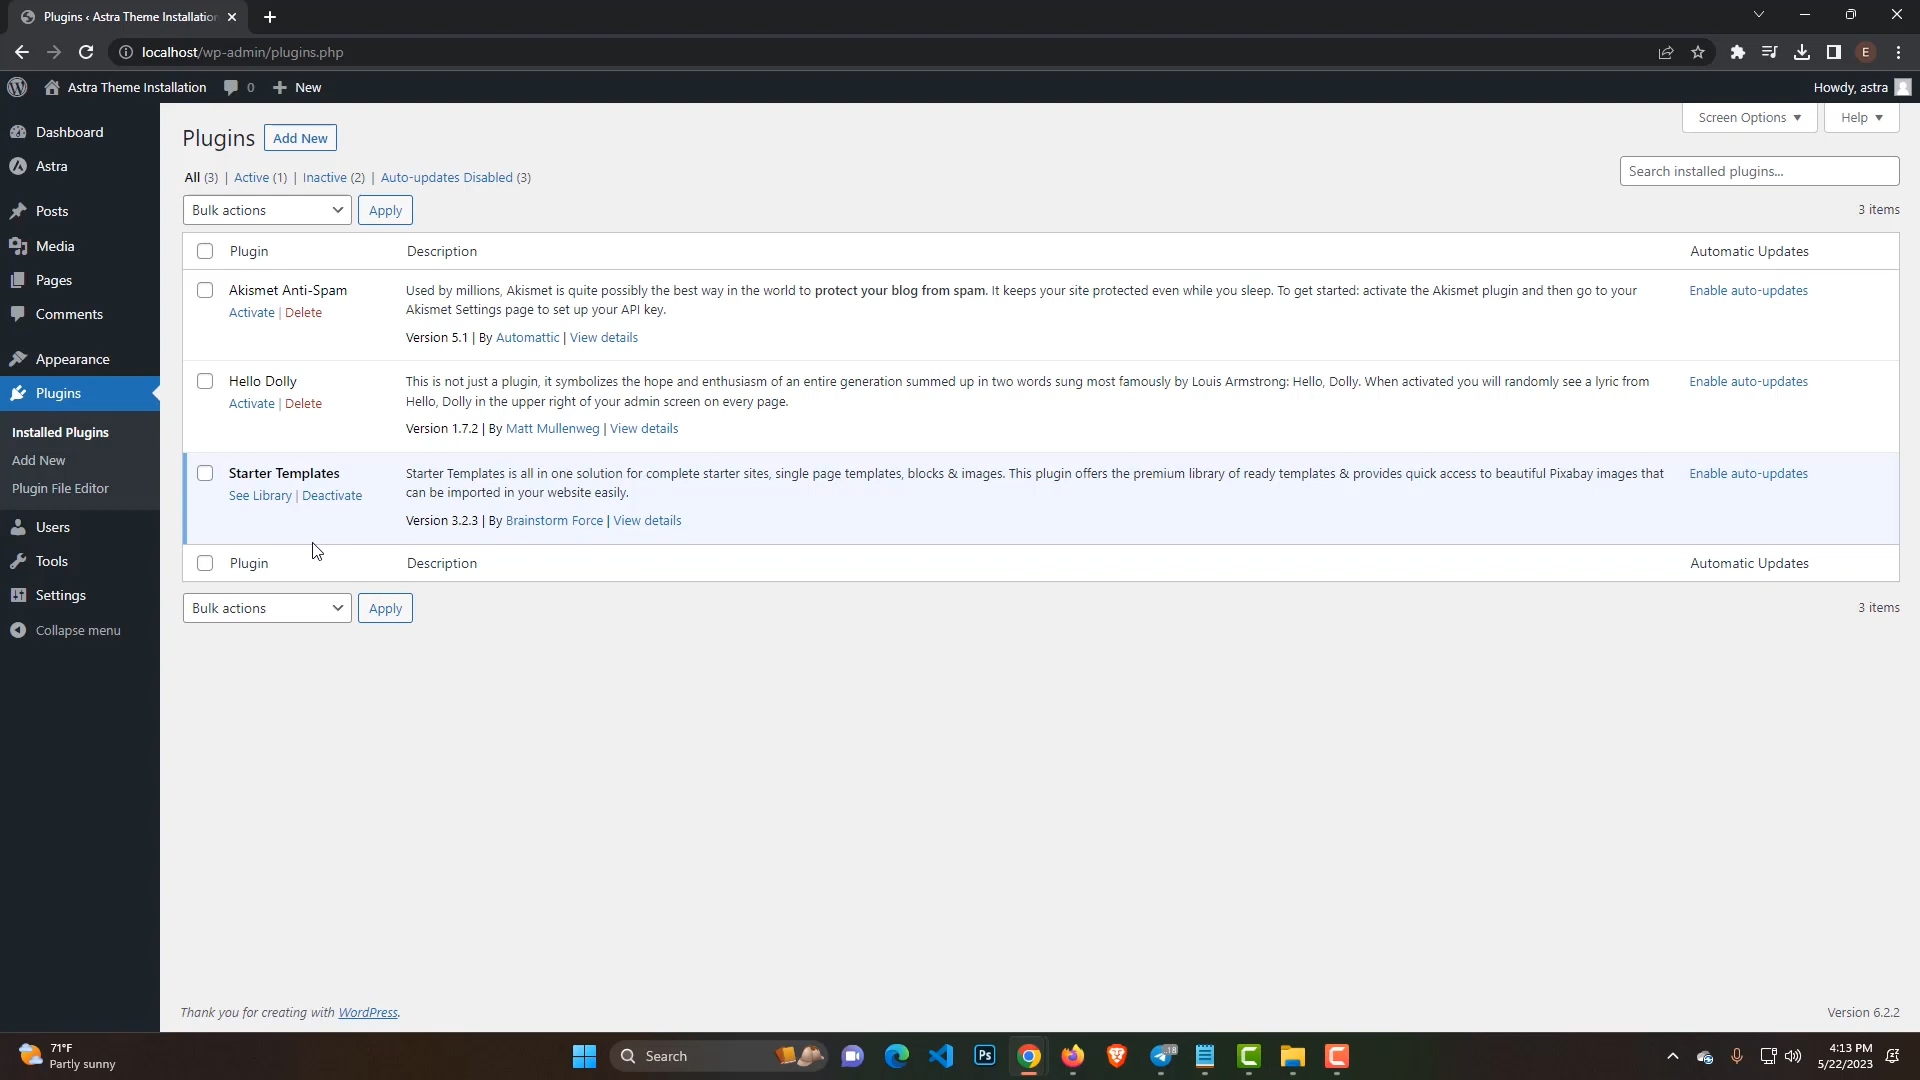 Plugins ‹ Astra Theme Installation
localhost/wp-admin/plugins.php
E
Astra Theme Installation 0 New
Howdy, astra
Dashboard
Astra
Posts
Media
Pages
Comments
Appearance
Plugins
Installed Plugins
Add New
Plugin File Editor
Users
Tools
Settings
Collapse menu
Screen Options
Help
Plugins Add New
All (3) | Active (1) | Inactive (2) | Auto-updates Disabled (3)
Search installed plugins...
Bulk actions Apply
3 items
Plugin Description Automatic Updates
Akismet Anti-Spam
Activate | Delete
Used by millions, Akismet is quite possibly the best way in the world to protect your blog from spam. It keeps your site protected even while you sleep. To get started: activate the Akismet plugin and then go to your
Akismet Settings page to set up your API key.
Version 5.1 | By Automattic | View details
Enable auto-updates
Hello Dolly
Activate | Delete
This is not just a plugin, it symbolizes the hope and enthusiasm of an entire generation summed up in two words sung most famously by Louis Armstrong: Hello, Dolly. When activated you will randomly see a lyric from
Hello, Dolly in the upper right of your admin screen on every page.
Version 1.7.2 | By Matt Mullenweg | View details
Enable auto-updates
Starter Templates
See Library | Deactivate
Starter Templates is all in one solution for complete starter sites, single page templates, blocks & images. This plugin offers the premium library of ready templates & provides quick access to beautiful Pixabay images that
can be imported in your website easily.
Version 3.2.3 | By Brainstorm Force | View details
Enable auto-updates
Plugin Description Automatic Updates
Bulk actions Apply
3 items
Thank you for creating with WordPress.
Version 6.2.2
71°F
Partly sunny
Search
Ps
18
4:13 PM
5/22/2023